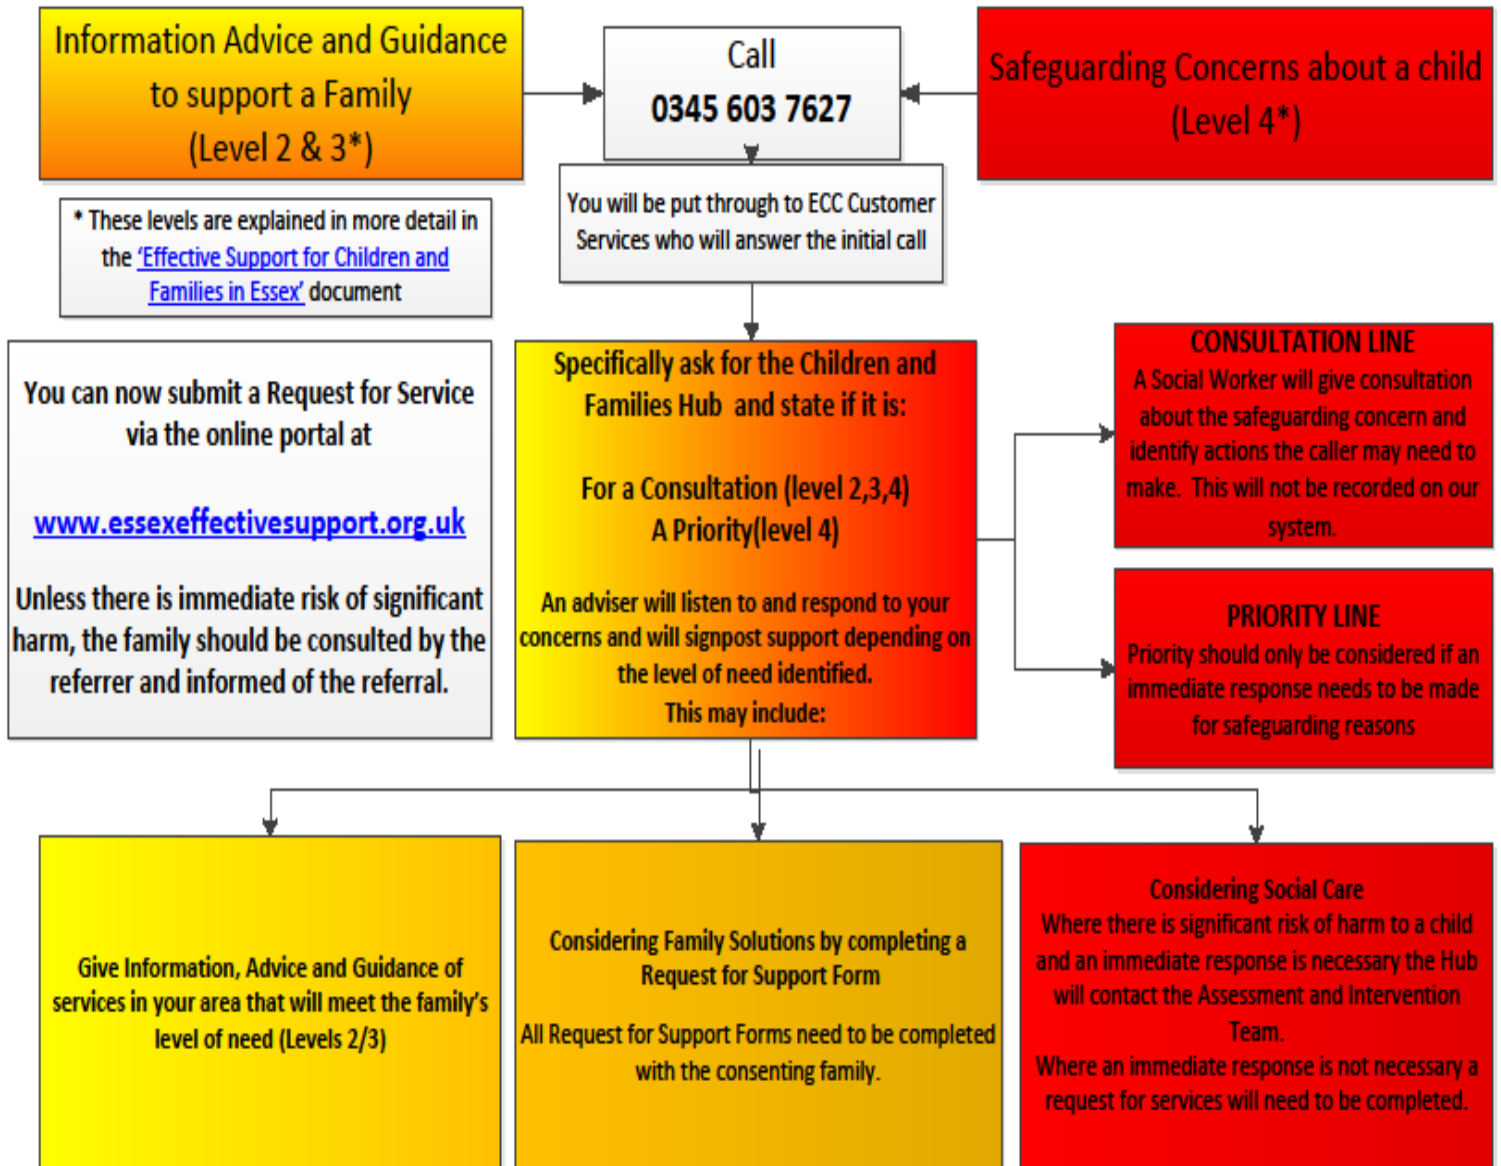 Information Advice and Guidance
to support a Family
(Level 2 & 3*)
Call
0345 603 7627
Safeguarding Concerns about a child
(Level 4*)
* These levels are explained in more detail in
the 'Effective Support for Children and
Families in Essex' document
You will be put through to ECC Customer
Services who will answer the initial call
You can now submit a Request for Service
via the online portal at
www.essexeffectivesupport.org.uk
Unless there is immediate risk of significant
harm, the family should be consulted by the
referrer and informed of the referral.
Specifically ask for the Children and
Families Hub and state if it is:
For a Consultation (level 2,3,4)
A Priority(level 4)
An adviser will listen to and respond to your
concerns and will signpost support depending on
the level of need identified.
This may include:
CONSULTATION LINE
A Social Worker will give consultation
about the safeguarding concern and
identify actions the caller may need to
make. This will not be recorded on our
system.
PRIORITY LINE
Priority should only be considered if an
immediate response needs to be made
for safeguarding reasons
Give Information, Advice and Guidance of
services in your area that will meet the family's
level of need (Levels 2/3)
Considering Family Solutions by completing a
Request for Support Form
All Request for Support Forms need to be completed
with the consenting family.
Considering Social Care
Where there is significant risk of harm to a child
and an immediate response is necessary the Hub
will contact the Assessment and Intervention
Team.
Where an immediate response is not necessary a
request for services will need to be completed.